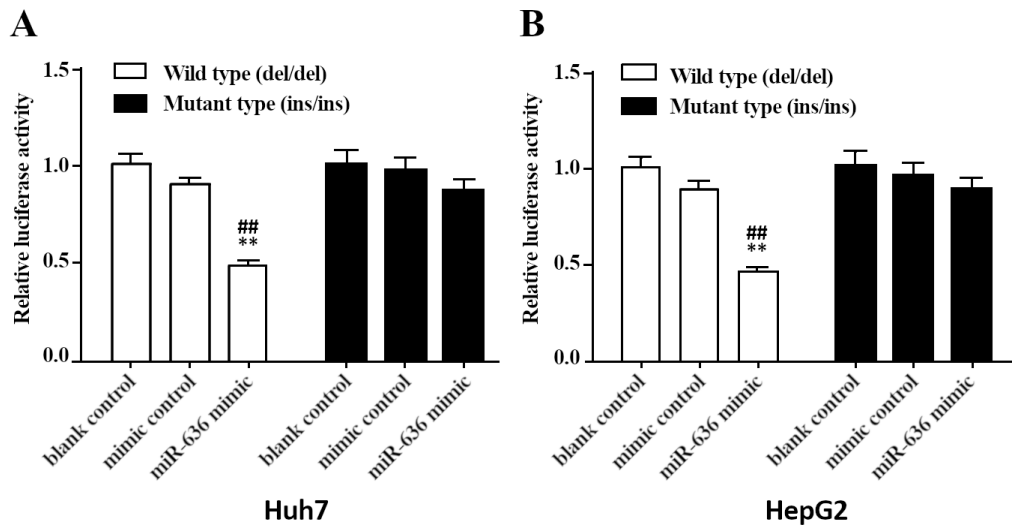 A
1.5
1.0
0.5
0.0
Relative luciferase activity
Wild type (del/del)
Mutant type (ins/ins)
##
**
blank control
mimic control
miR-636 mimic
blank control
mimic control
miR-636 mimic
Huh7
B
1.5
1.0
0.5
0.0
Relative luciferase activity
Wild type (del/del)
Mutant type (ins/ins)
##
**
blank control
mimic control
miR-636 mimic
blank control
mimic control
miR-636 mimic
HepG2